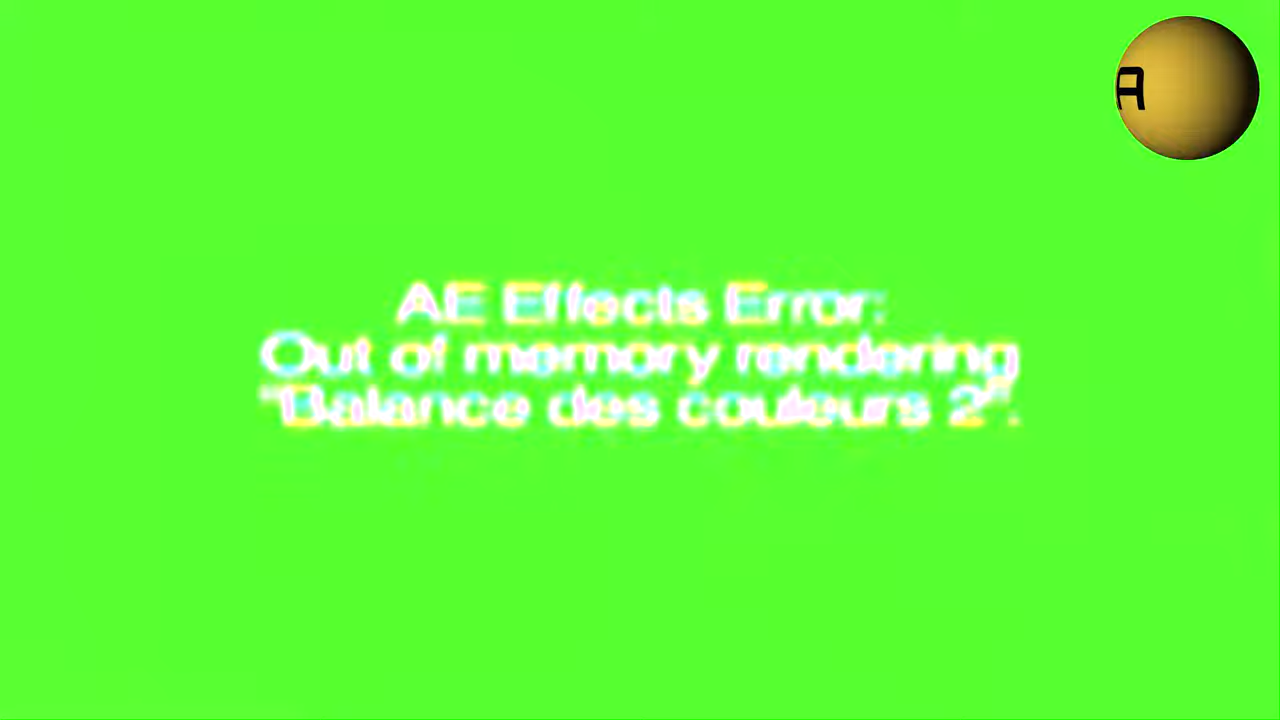 A
AE Effects Error:
Out of memory rendering
"Balance des couleurs 2".